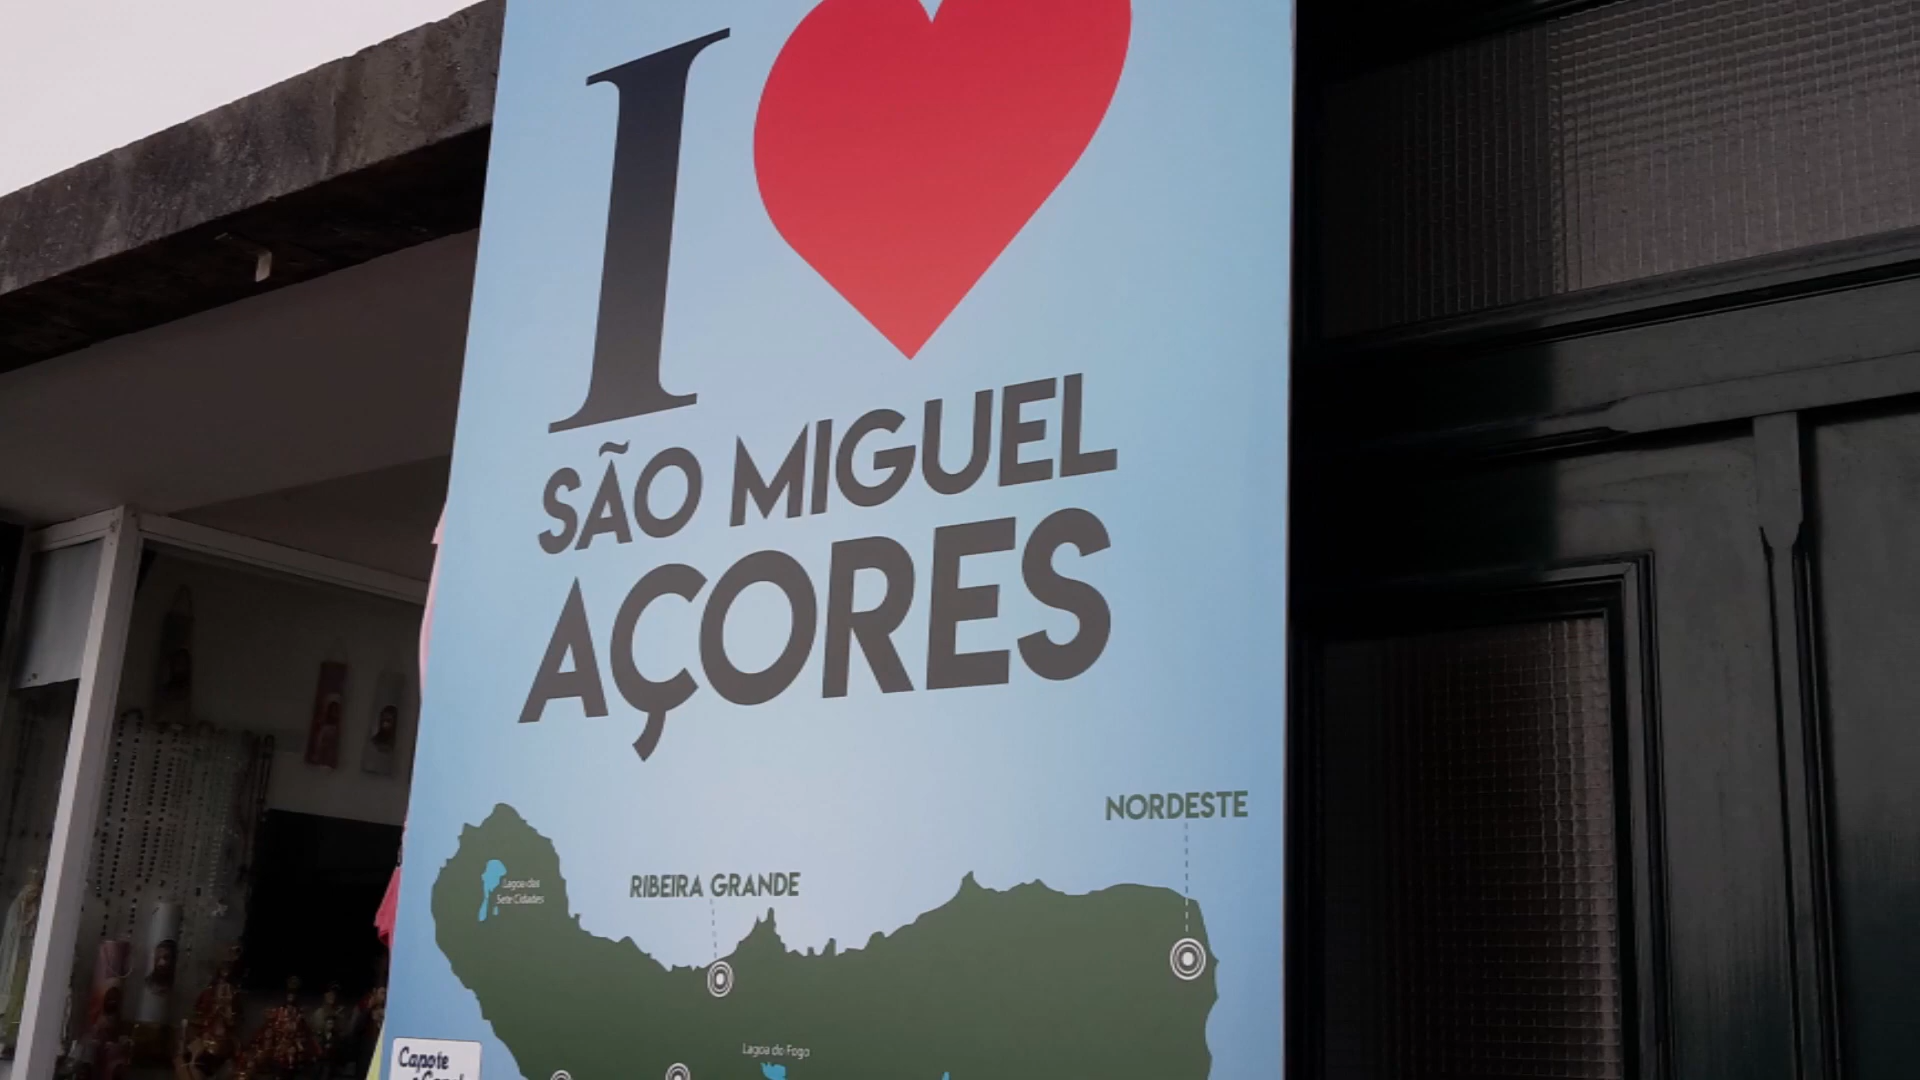 I
SÃO MIGUEL
AÇORES
NORDESTE
RIBEIRA GRANDE
Lagoa das
Sete Cidades
Lagoa do Fogo
Capote